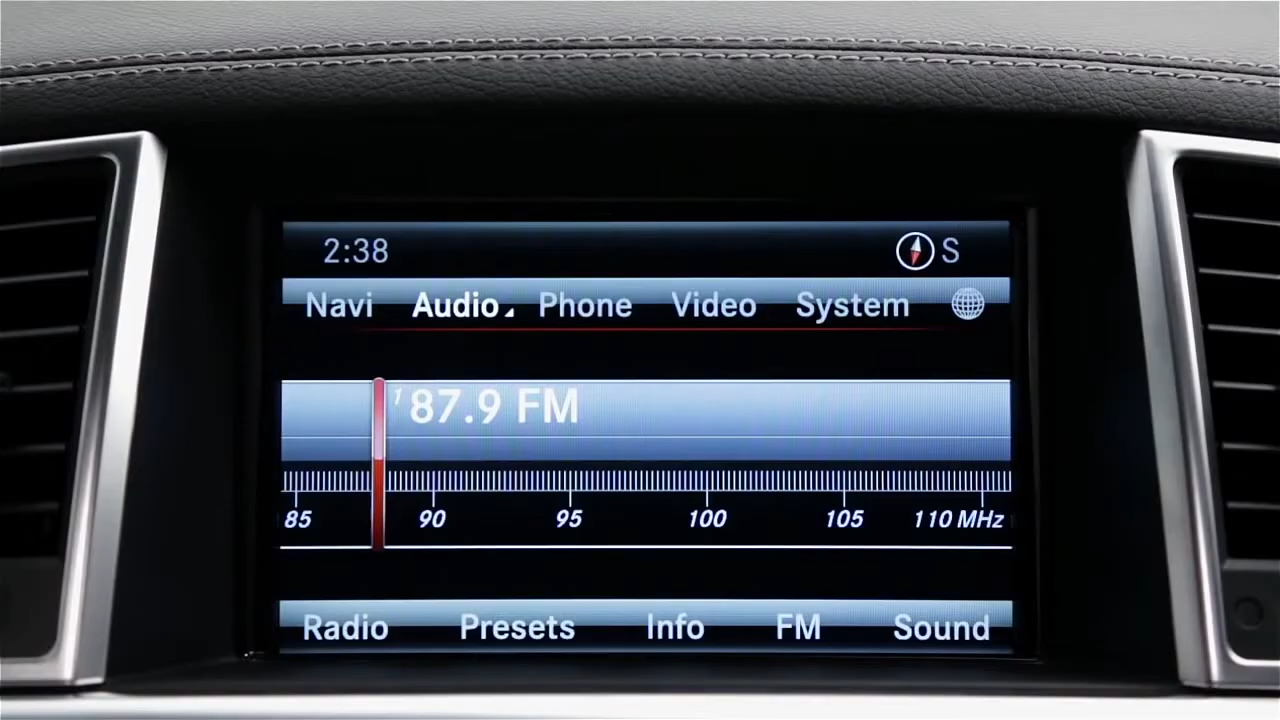 2:38 S
Navi Audio Phone Video System
1 87.9 FM
85 90 95 100 105 110 MHz
Radio Presets Info FM Sound